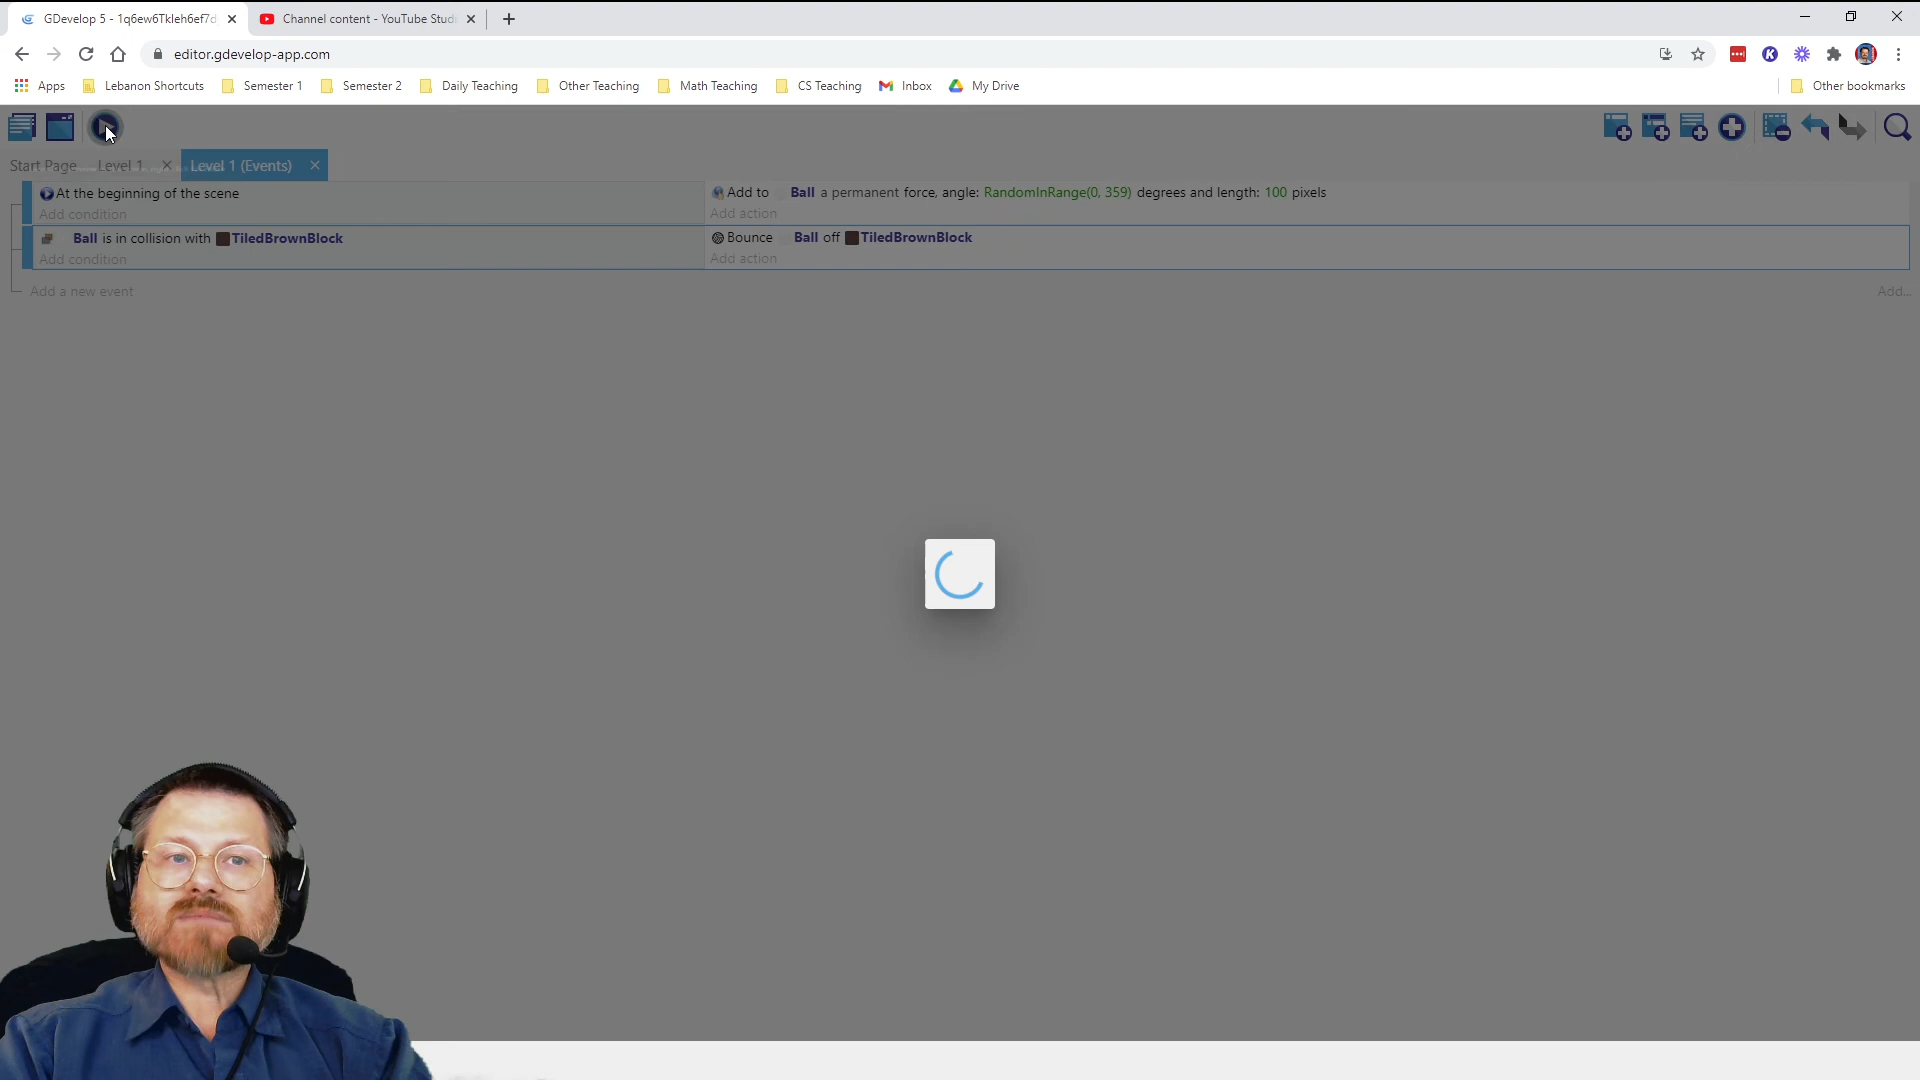 GDevelop 5 - 1q6ew6Tkleh6ef7d
Channel content - YouTube Stud
editor.gdevelop-app.com
Apps
Lebanon Shortcuts
Semester 1
Semester 2
Daily Teaching
Other Teaching
Math Teaching
CS Teaching
Inbox
My Drive
Other bookmarks
Start Page
Level 1
Level 1 (Events)
At the beginning of the scene
Add condition
Add to Ball a permanent force, angle: RandomInRange(0, 359) degrees and length: 100 pixels
Add action
Ball is in collision with TiledBrownBlock
Add condition
Bounce Ball off TiledBrownBlock
Add action
Add a new event
Add...